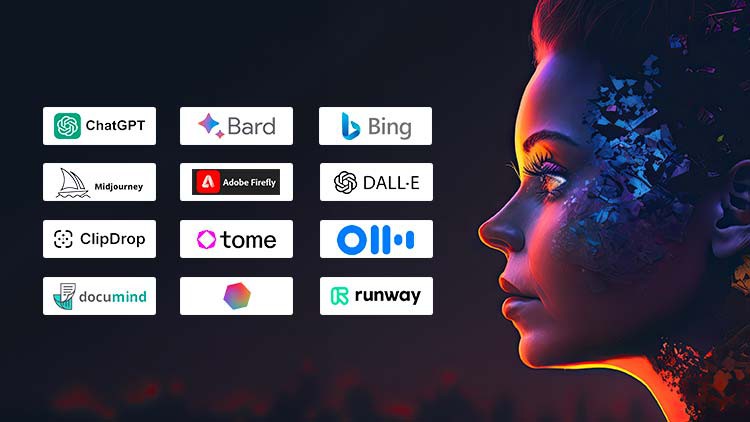 ChatGPT
Bard
Bing
Midjourney
Adobe Firefly
DALL·E
ClipDrop
tome
documind
runway